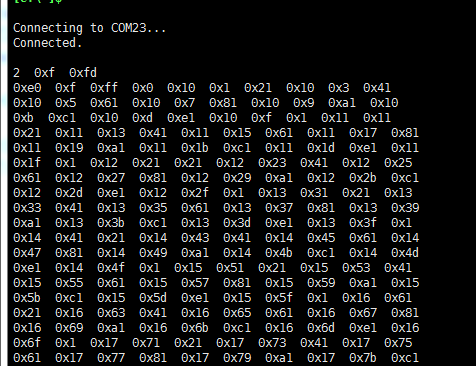 Connecting to COM23...
Connected.
2 0xf 0xfd
0xe0 0xf 0xff 0x0 0x10 0x1 0x21 0x10 0x3 0x41
0x10 0x5 0x61 0x10 0x7 0x81 0x10 0x9 0xa1 0x10
0xb 0xc1 0x10 0xd 0xe1 0x10 0xf 0x1 0x11 0x11
0x21 0x11 0x13 0x41 0x11 0x15 0x61 0x11 0x17 0x81
0x11 0x19 0xa1 0x11 0x1b 0xc1 0x11 0x1d 0xe1 0x11
0x1f 0x1 0x12 0x21 0x21 0x12 0x23 0x41 0x12 0x25
0x61 0x12 0x27 0x81 0x12 0x29 0xa1 0x12 0x2b 0xc1
0x12 0x2d 0xe1 0x12 0x2f 0x1 0x13 0x31 0x21 0x13
0x33 0x41 0x13 0x35 0x61 0x13 0x37 0x81 0x13 0x39
0xa1 0x13 0x3b 0xc1 0x13 0x3d 0xe1 0x13 0x3f 0x1
0x14 0x41 0x21 0x14 0x43 0x41 0x14 0x45 0x61 0x14
0x47 0x81 0x14 0x49 0xa1 0x14 0x4b 0xc1 0x14 0x4d
0xe1 0x14 0x4f 0x1 0x15 0x51 0x21 0x15 0x53 0x41
0x15 0x55 0x61 0x15 0x57 0x81 0x15 0x59 0xa1 0x15
0x5b 0xc1 0x15 0x5d 0xe1 0x15 0x5f 0x1 0x16 0x61
0x21 0x16 0x63 0x41 0x16 0x65 0x61 0x16 0x67 0x81
0x16 0x69 0xa1 0x16 0x6b 0xc1 0x16 0x6d 0xe1 0x16
0x6f 0x1 0x17 0x71 0x21 0x17 0x73 0x41 0x17 0x75
0x61 0x17 0x77 0x81 0x17 0x79 0xa1 0x17 0x7b 0xc1